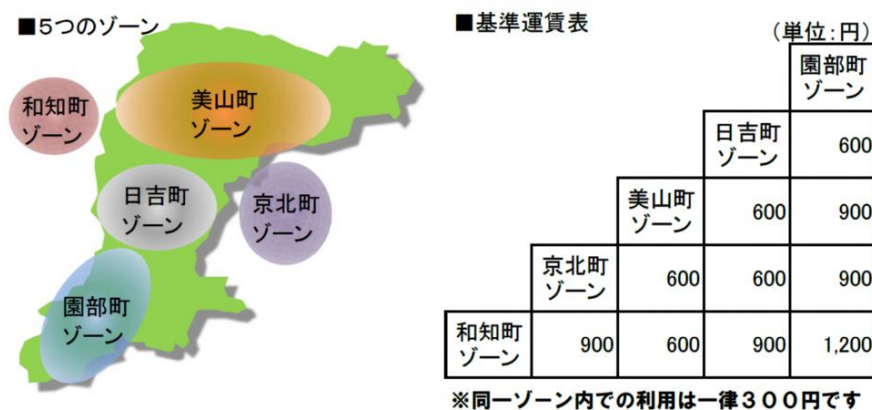 ■5つのゾーン
和知町
ゾーン
美山町
ゾーン
日吉町
ゾーン
京北町
ゾーン
園部町
ゾーン
■基準運賃表
(単位:円)
園部町
ゾーン
日吉町
ゾーン
600
美山町
ゾーン
600
900
京北町
ゾーン
600
600
900
和知町
ゾーン
900
600
900
1,200
※同一ゾーン内での利用は一律３００円です